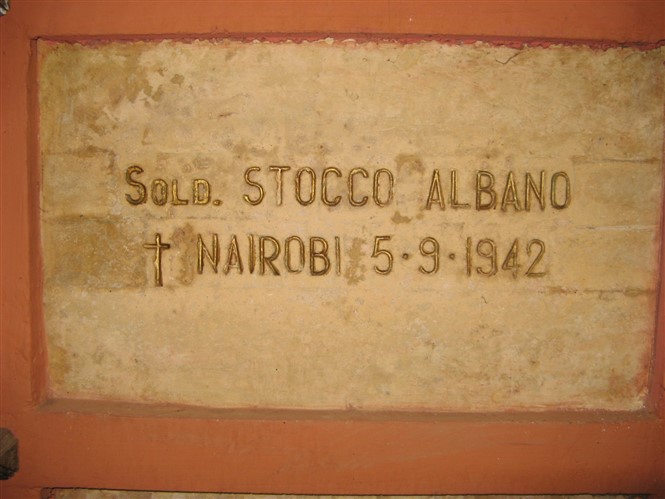 SOLD. STOCCO ALBANO
† NAIROBI 5·9·1942